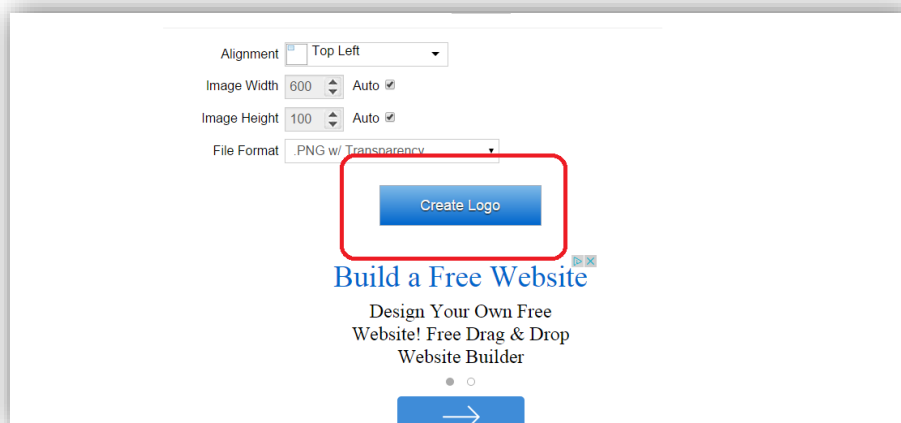 Alignment Top Left
Image Width 600 Auto
Image Height 100 Auto
File Format .PNG w/ Transparency
Create Logo
Build a Free Website
Design Your Own Free
Website! Free Drag & Drop
Website Builder